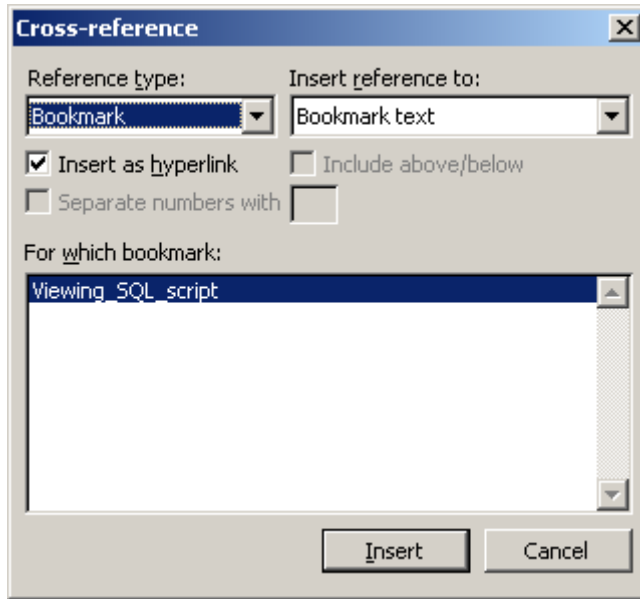 Cross-reference
Reference type: Insert reference to:
Bookmark Bookmark text
Insert as hyperlink Include above/below
Separate numbers with
For which bookmark:
Viewing_SQL_script
Insert Cancel